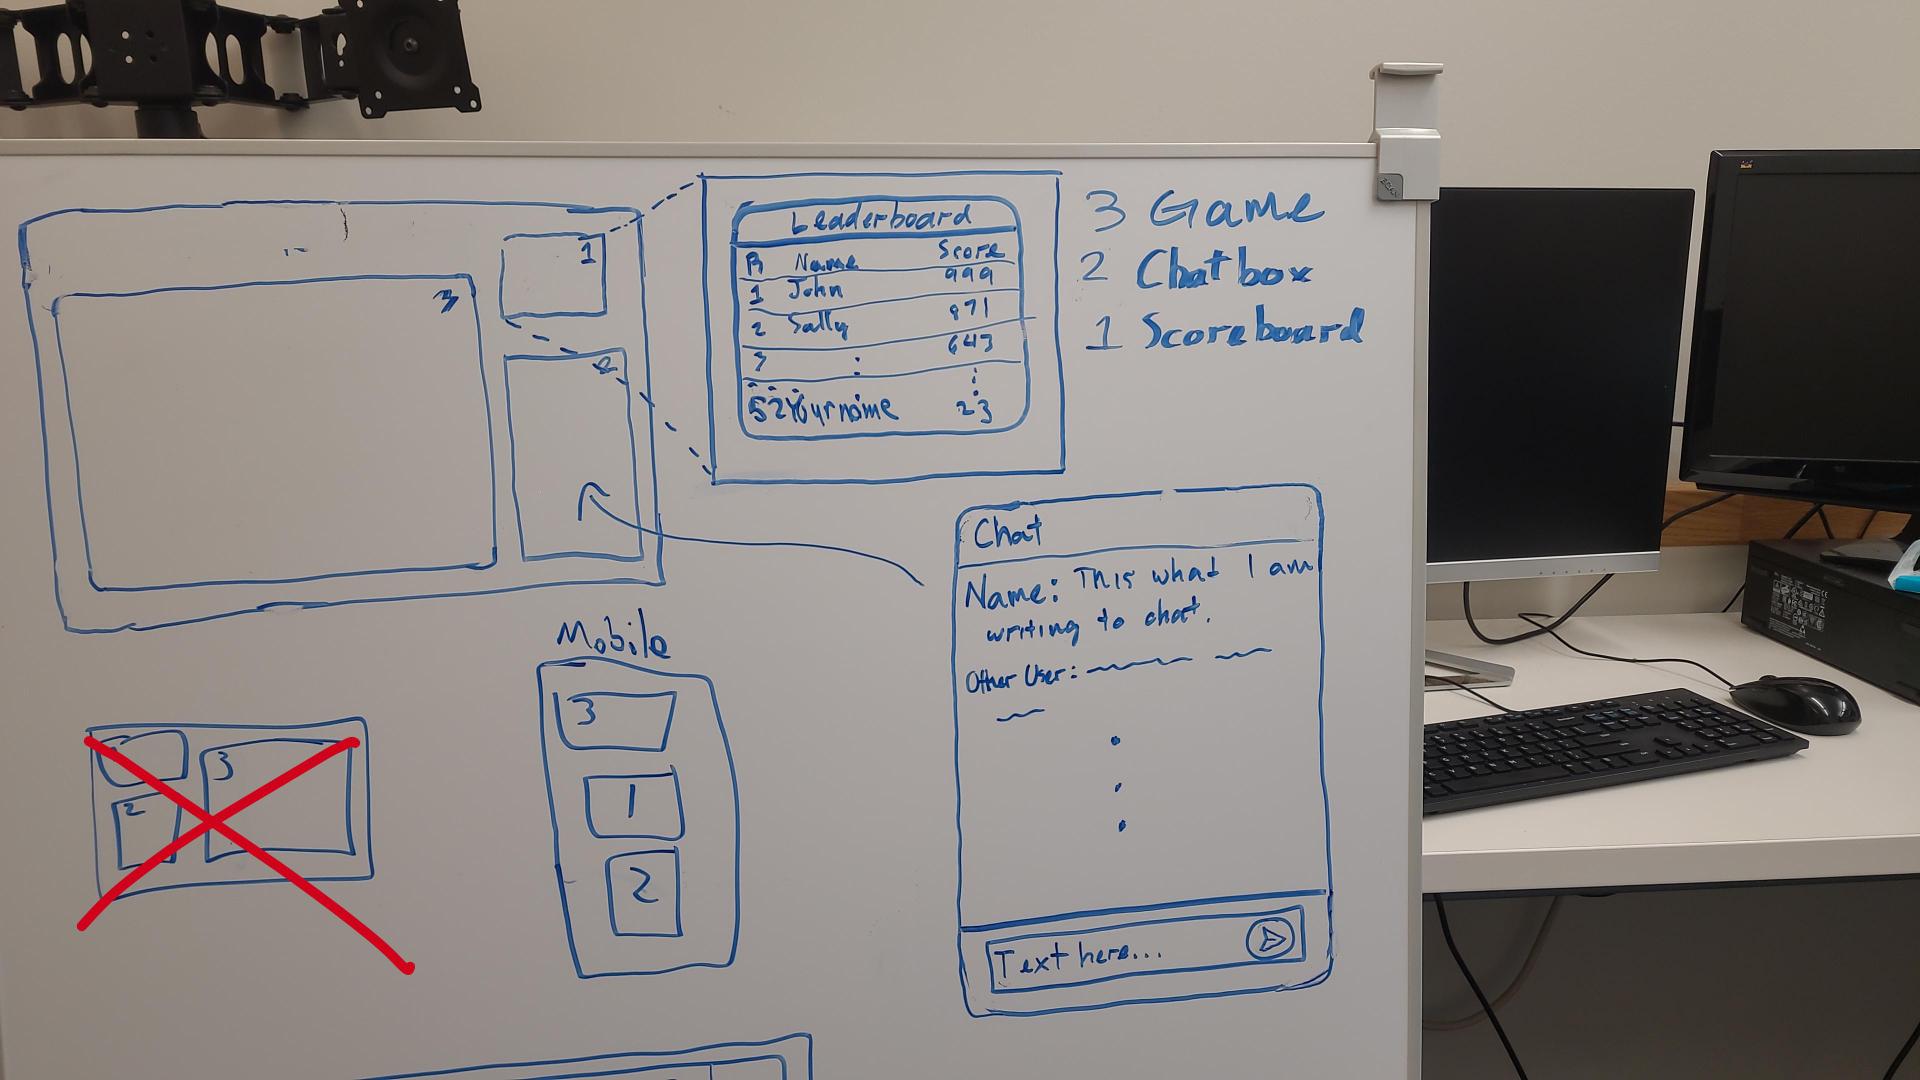 1
3
2
Leaderboard
R Name Score
1 John 999
2 Sally 971
3 : 643
52 Yourname 23
3 Game
2 Chatbox
1 Scoreboard
Chat
Name: This what I am
writing to chat.
Other User:
Text here...
Mobile
3
1
2
3
2